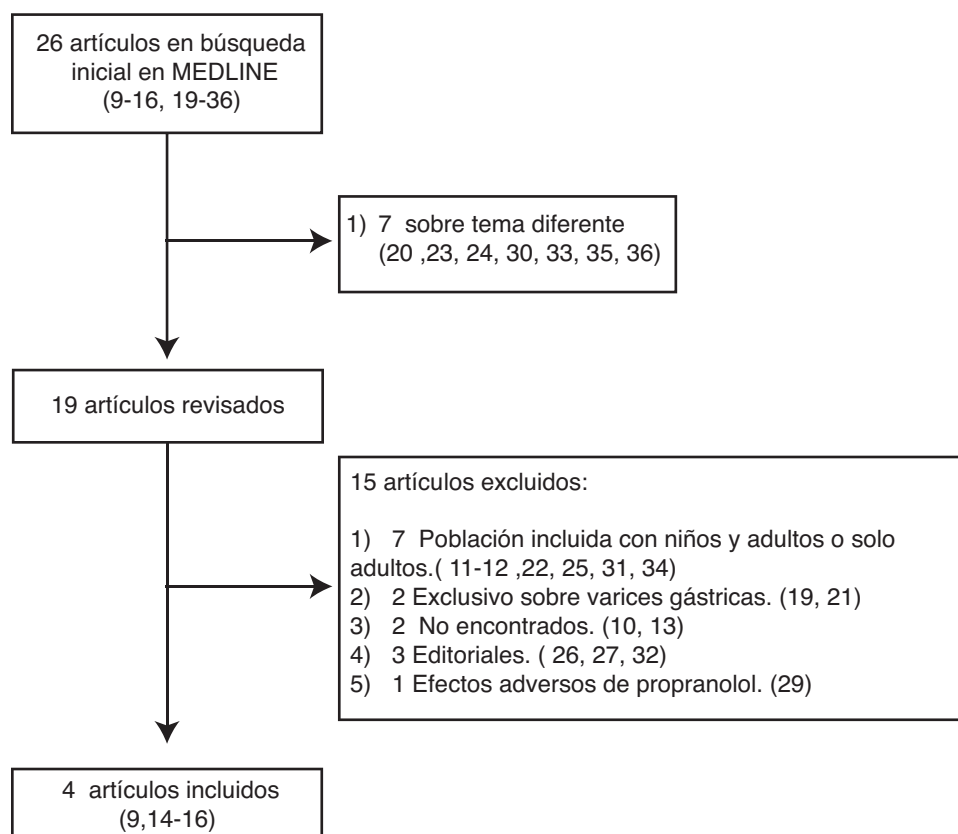 26 artículos en búsqueda
inicial en MEDLINE
(9-16, 19-36)
1) 7 sobre tema diferente
(20 ,23, 24, 30, 33, 35, 36)
19 artículos revisados
15 artículos excluidos:
1) 7 Población incluida con niños y adultos o solo
adultos.( 11-12 ,22, 25, 31, 34)
2) 2 Exclusivo sobre varices gástricas. (19, 21)
3) 2 No encontrados. (10, 13)
4) 3 Editoriales. ( 26, 27, 32)
5) 1 Efectos adversos de propranolol. (29)
4 artículos incluidos
(9,14-16)